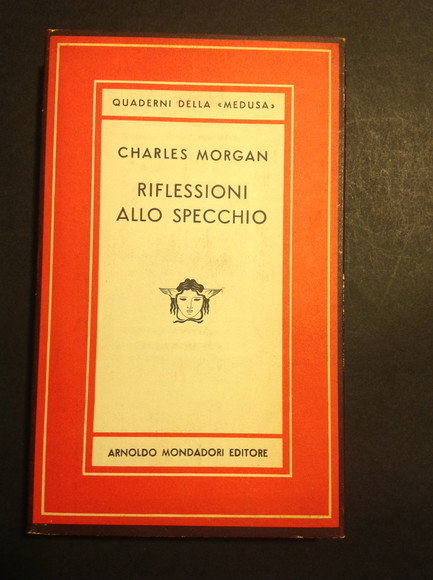 QUADERNI DELLA «MEDUSA»
CHARLES MORGAN
RIFLESSIONI
ALLO SPECCHIO
ARNOLDO MONDADORI EDITORE